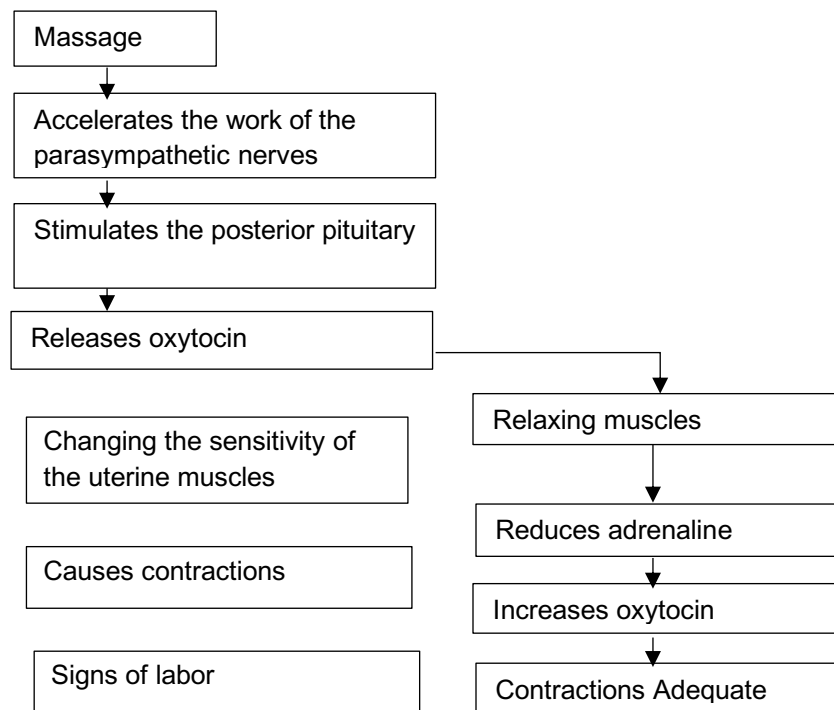 Massage
Accelerates the work of the
parasympathetic nerves
Stimulates the posterior pituitary
Releases oxytocin
Changing the sensitivity of
the uterine muscles
Causes contractions
Signs of labor
Relaxing muscles
Reduces adrenaline
Increases oxytocin
Contractions Adequate